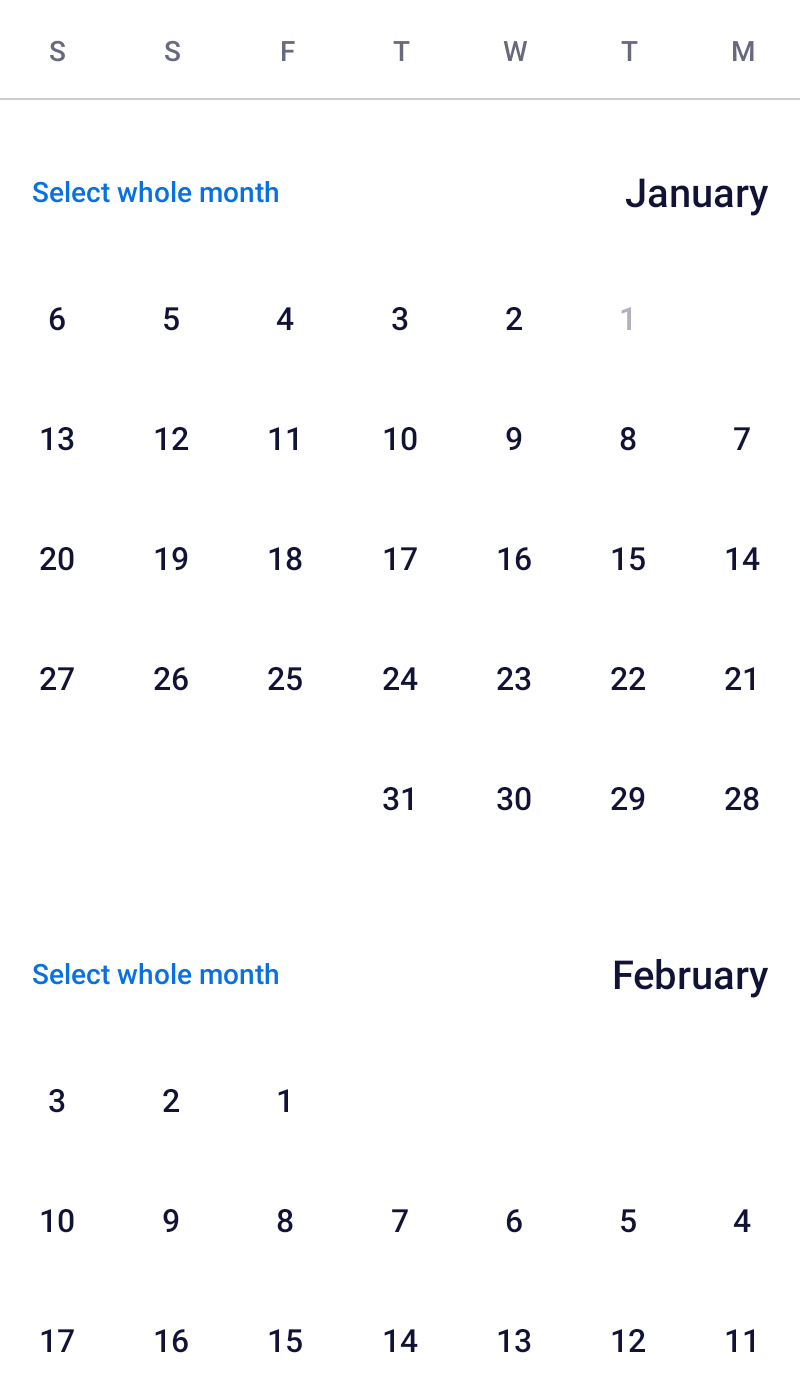 S S F T W T M
Select whole month January
6 5 4 3 2 1
13 12 11 10 9 8 7
20 19 18 17 16 15 14
27 26 25 24 23 22 21
31 30 29 28
Select whole month February
3 2 1
10 9 8 7 6 5 4
17 16 15 14 13 12 11